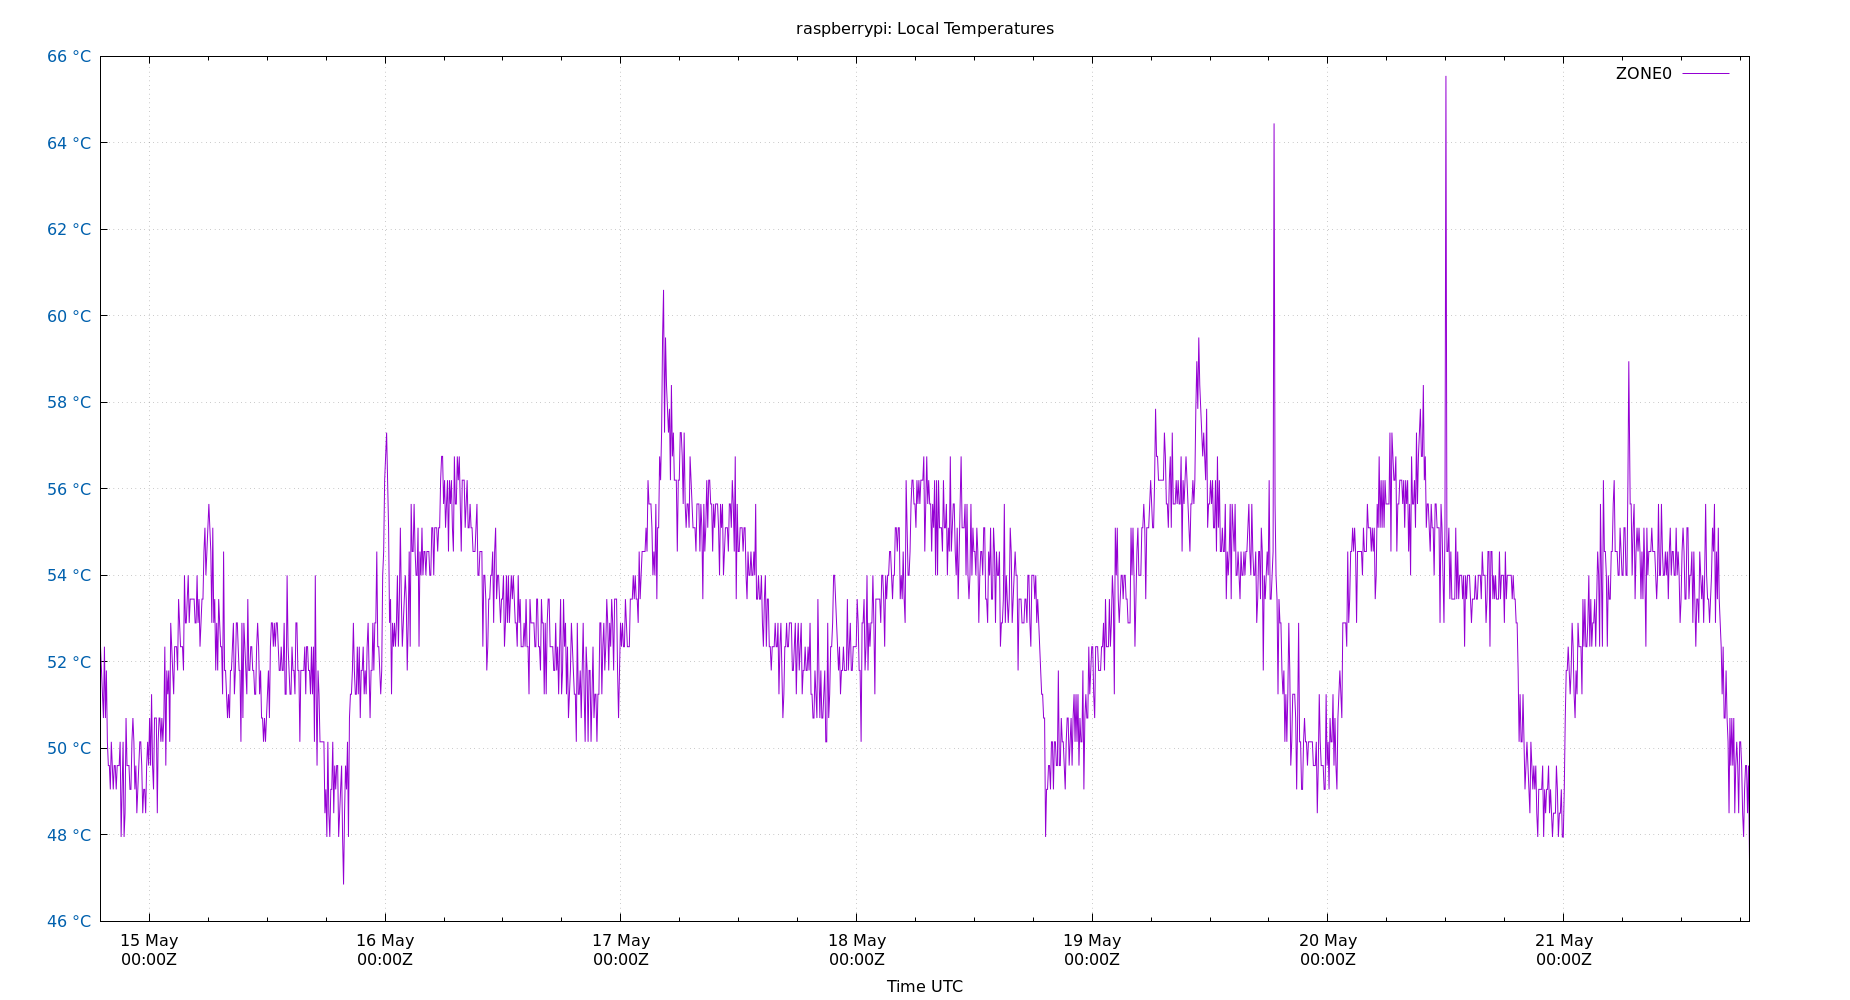 raspberrypi: Local Temperatures
66 °C
ZONE0
64 °C
62 °C
60 °C
58 °C
56 °C
54 °C
52 °C
50 °C
48 °C
46 °C
15 May 16 May 17 May 18 May 19 May 20 May 21 May
00:00Z 00:00Z 00:00Z 00:00Z 00:00Z 00:00Z 00:00Z
Time UTC